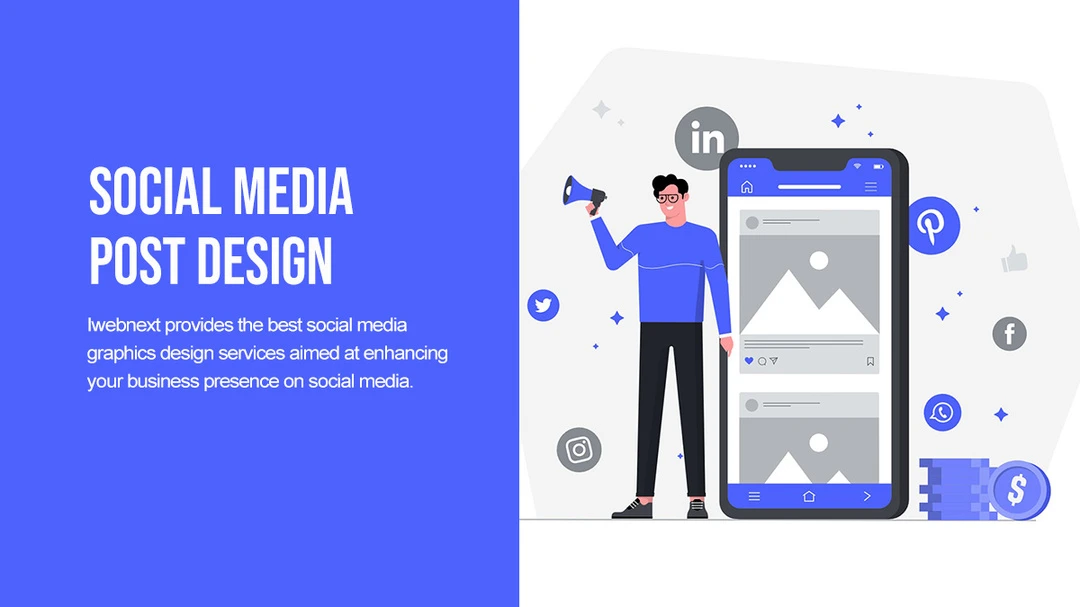 SOCIAL MEDIA
POST DESIGN
Iwebnext provides the best social media
graphics design services aimed at enhancing
your business presence on social media.
in
f
$